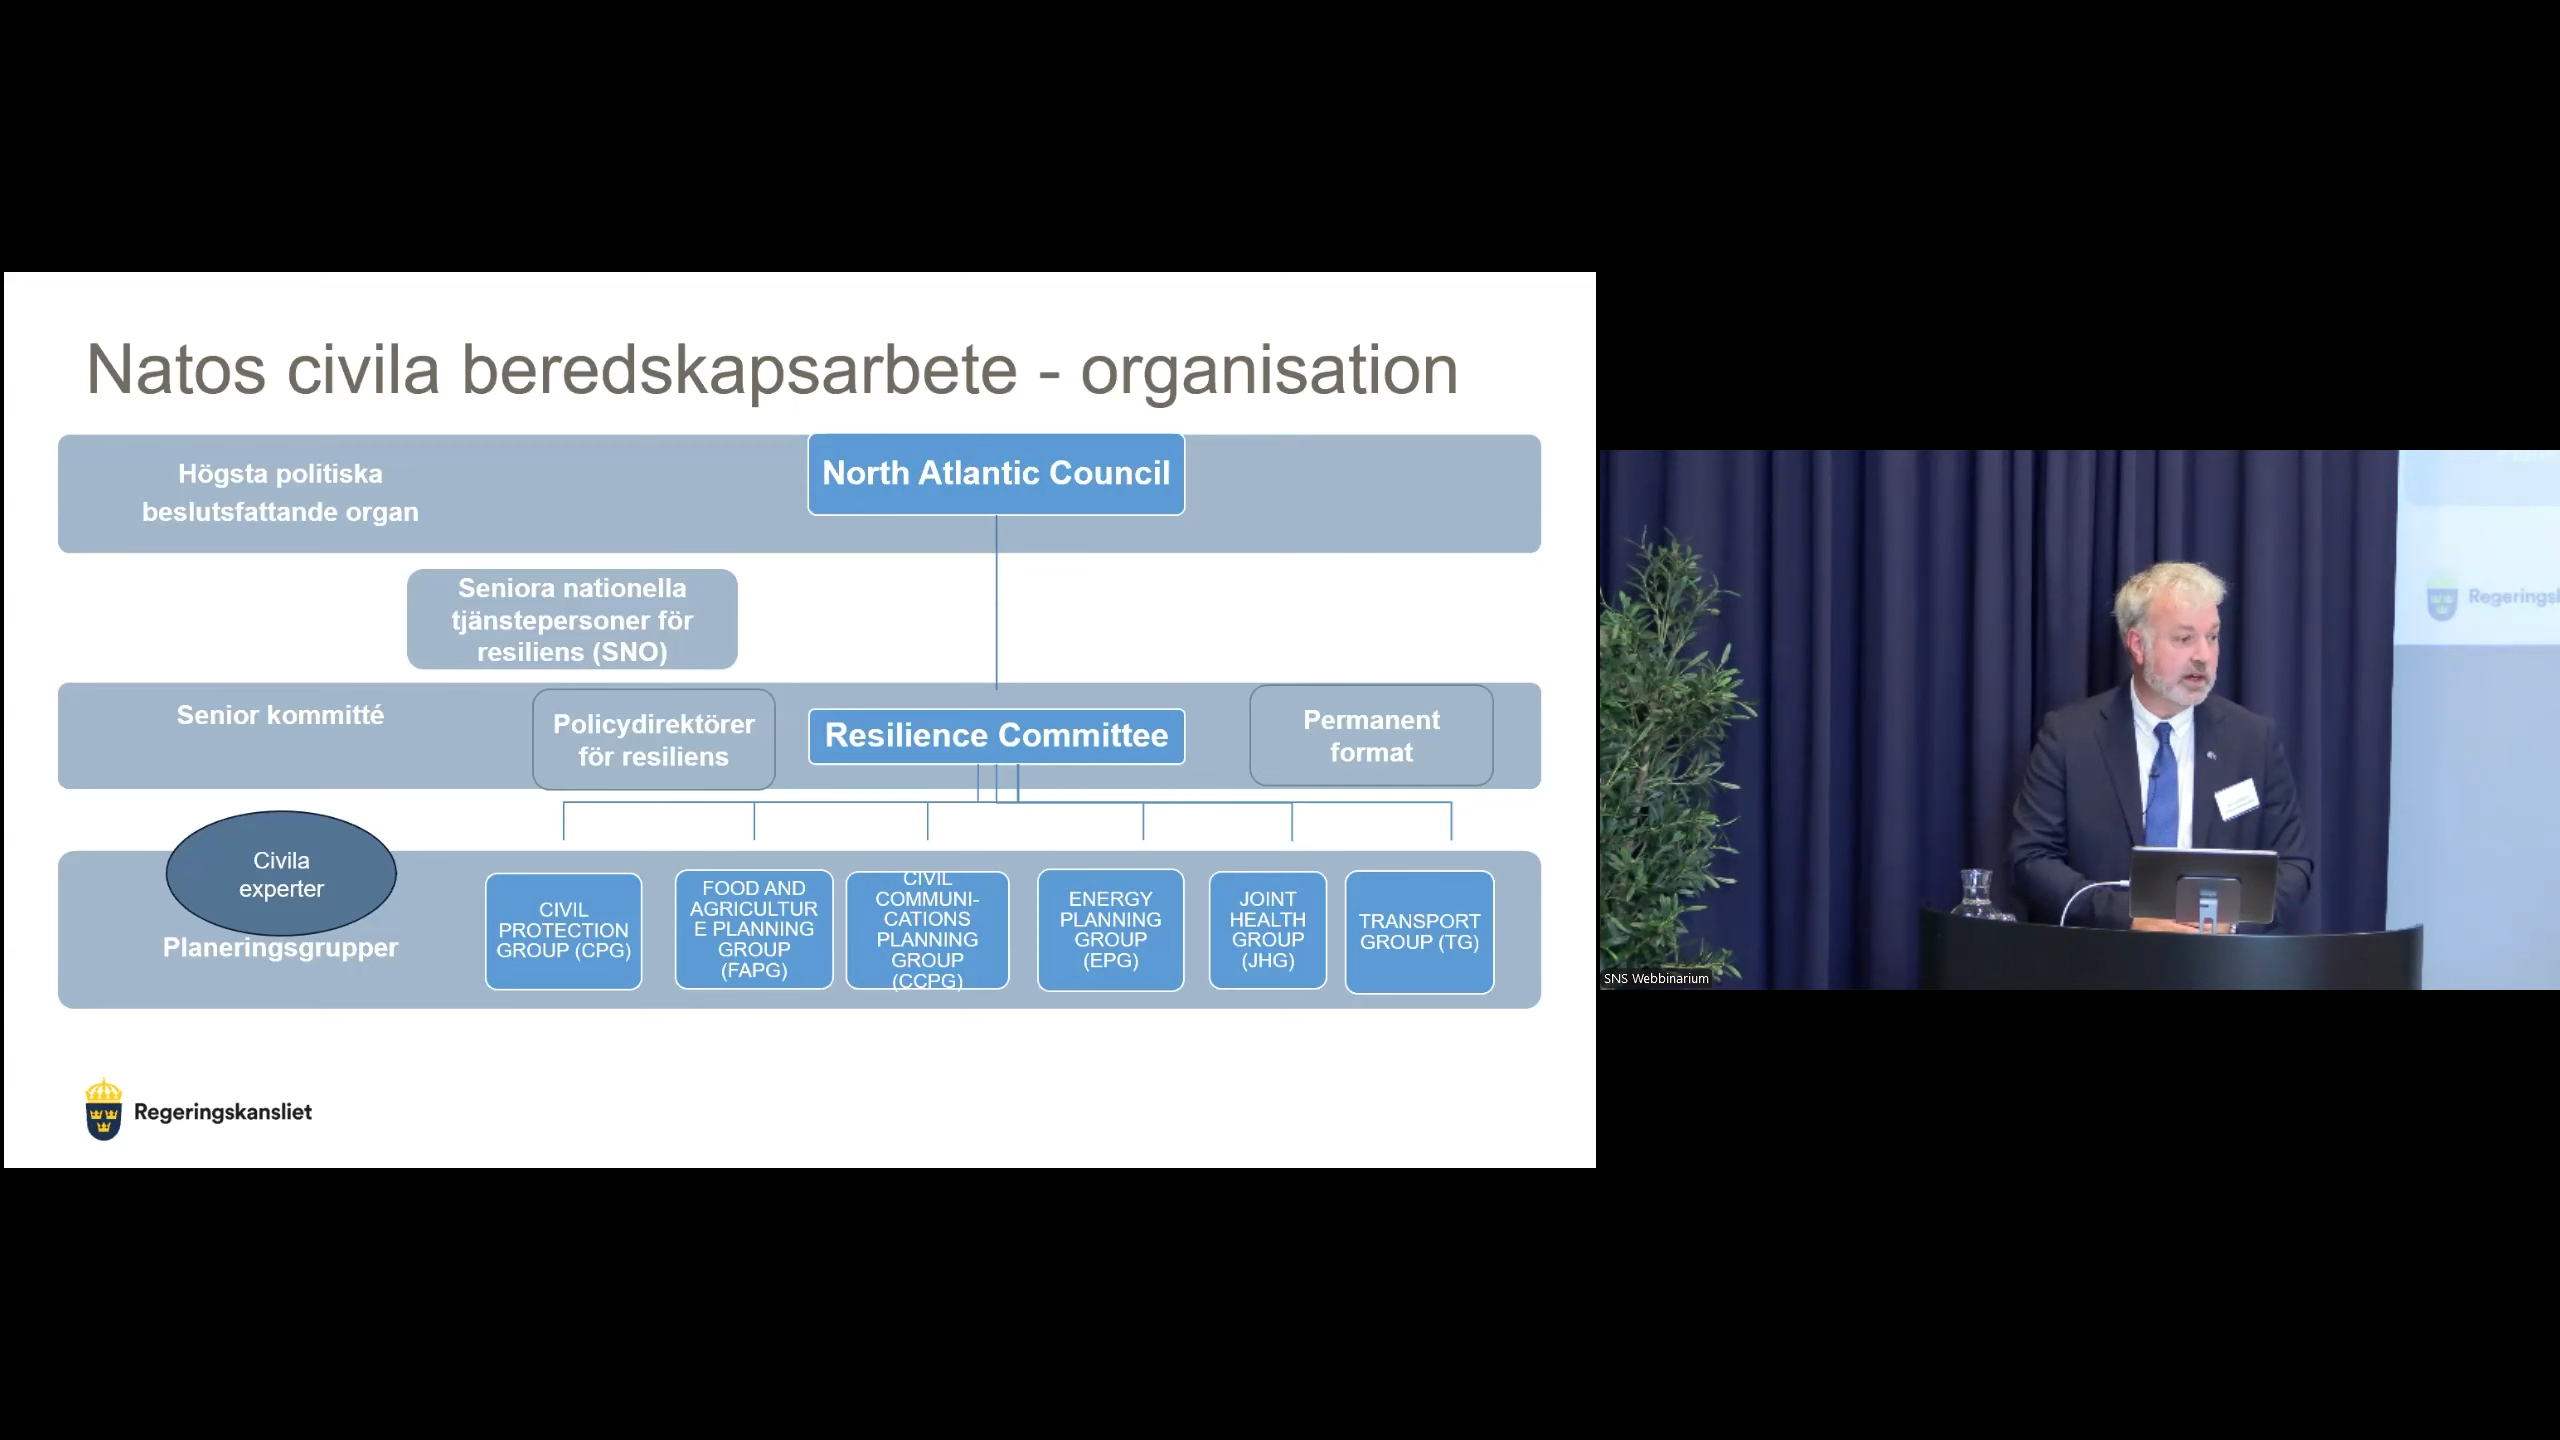 Natos civila beredskapsarbete - organisation
Högsta politiska
beslutsfattande organ
North Atlantic Council
Seniora nationella
tjänstepersoner för
resiliens (SNO)
Senior kommitté
Policydirektörer
för resiliens
Resilience Committee
Permanent
format
Civila
experter
Planeringsgrupper
CIVIL
PROTECTION
GROUP (CPG)
FOOD AND
AGRICULTUR
E PLANNING
GROUP
(FAPG)
CIVIL
COMMUNI-
CATIONS
PLANNING
GROUP
(CCPG)
ENERGY
PLANNING
GROUP
(EPG)
JOINT
HEALTH
GROUP
(JHG)
TRANSPORT
GROUP (TG)
Regeringskansliet
SNS Webbinarium